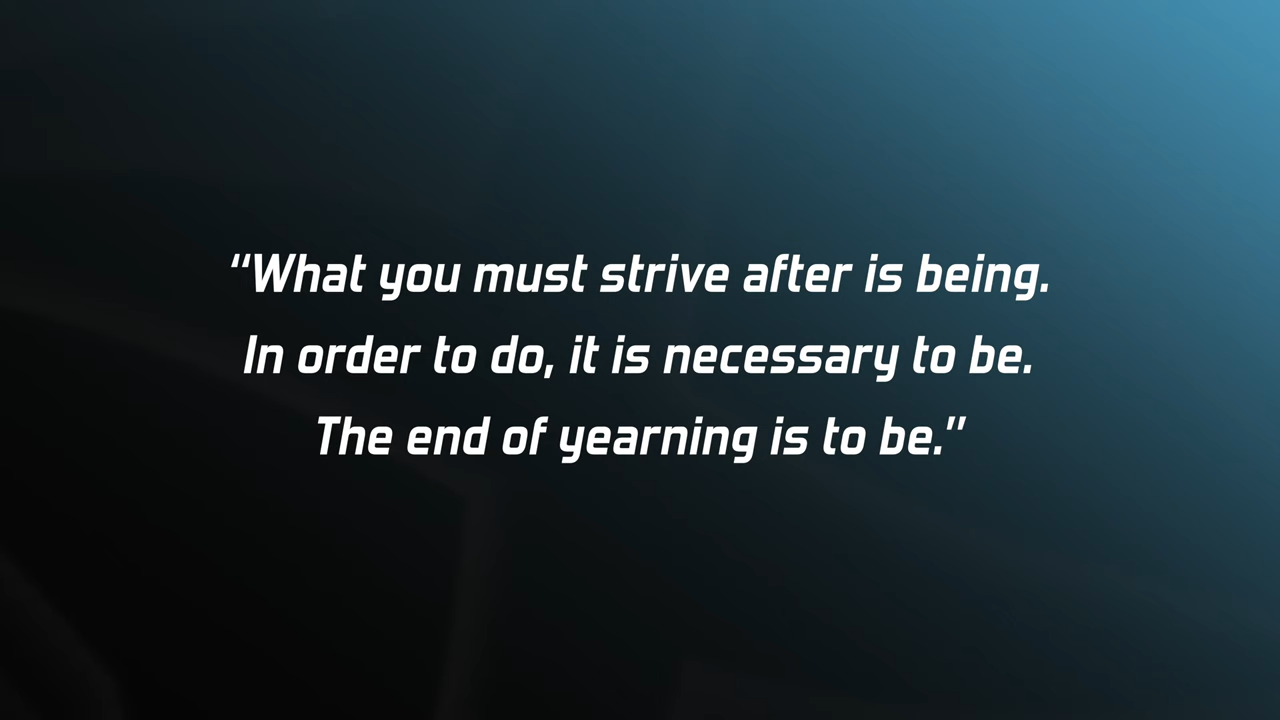 “What you must strive after is being.
In order to do, it is necessary to be.
The end of yearning is to be.”